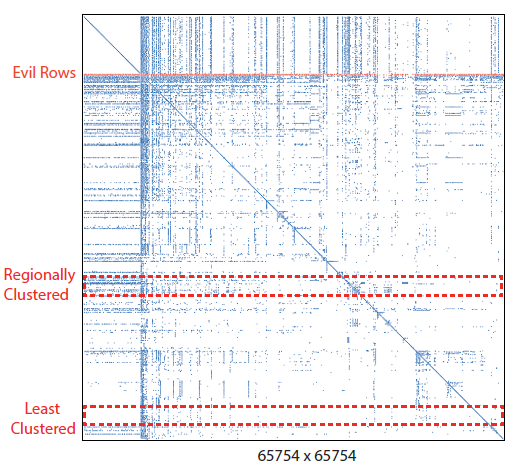 Evil Rows
Regionally
Clustered
Least
Clustered
65754 x 65754